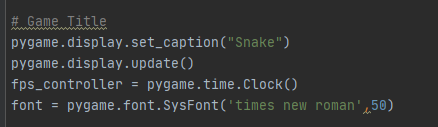 # Game Title
pygame.display.set_caption("Snake")
pygame.display.update()
fps_controller = pygame.time.Clock()
font = pygame.font.SysFont('times new roman',50)